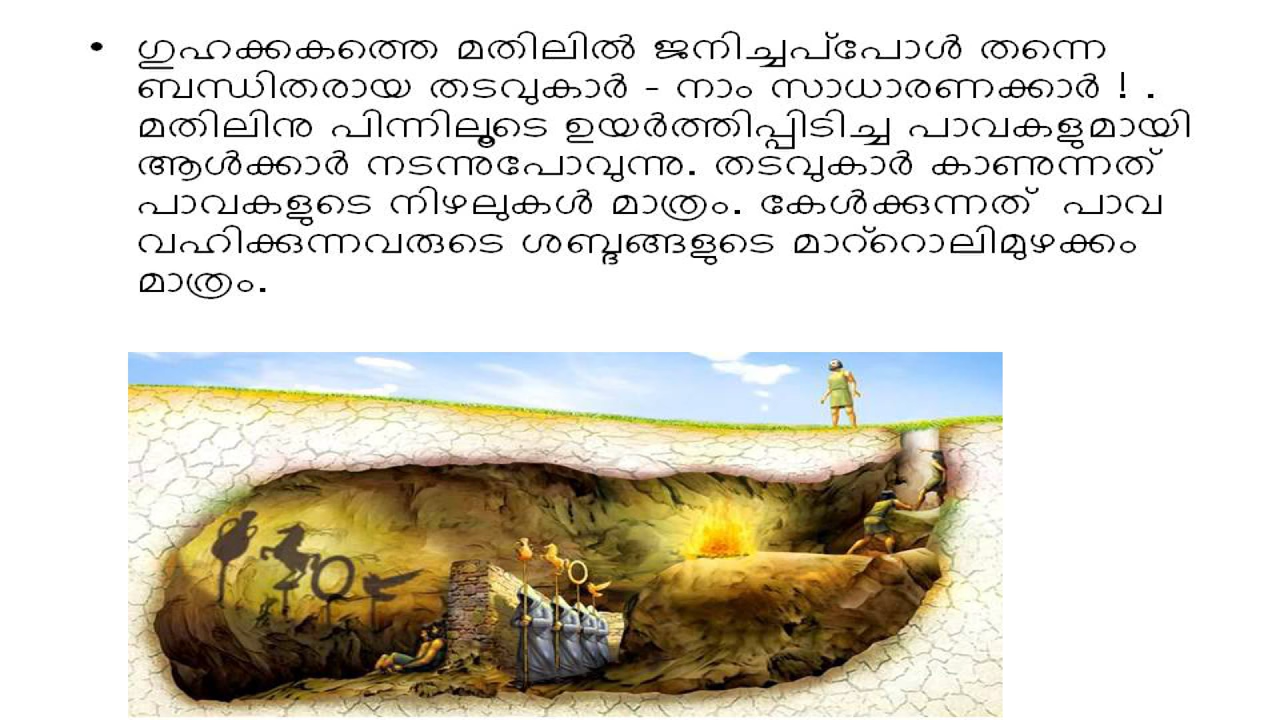 • ഗുഹക്കകത്തെ മതിലിൽ ജനിച്ചപ്പോൾ തന്നെ
ബന്ധിതരായ തടവുകാർ - നാം സാധാരണക്കാർ ! .
മതിലിനു പിന്നിലൂടെ ഉയർത്തിപ്പിടിച്ച പാവകളുമായി
ആൾക്കാർ നടന്നുപോവുന്നു. തടവുകാർ കാണുന്നത്
പാവകളുടെ നിഴലുകൾ മാത്രം. കേൾക്കുന്നത് പാവ
വഹിക്കുന്നവരുടെ ശബ്ദങ്ങളുടെ മാറ്റൊലിമുഴക്കം
മാത്രം.